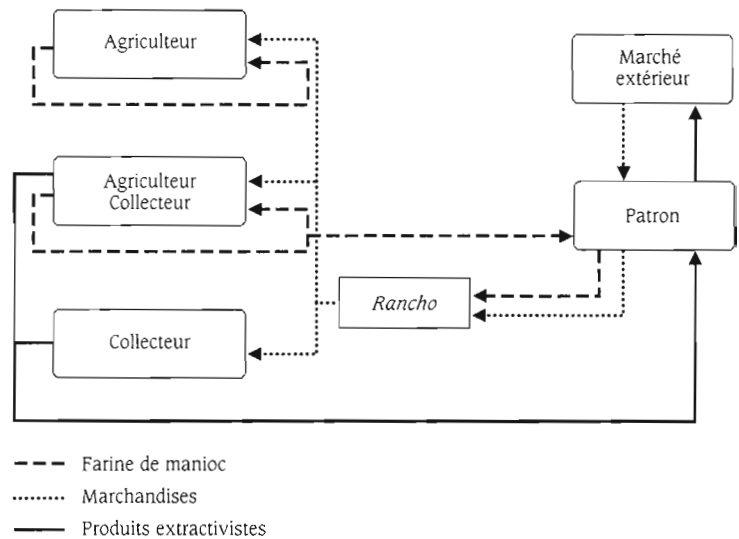 Agriculteur
Marché
extérieur
Agriculteur
Collecteur
Patron
Rancho
Collecteur
Farine de manioc
Marchandises
Produits extractivistes